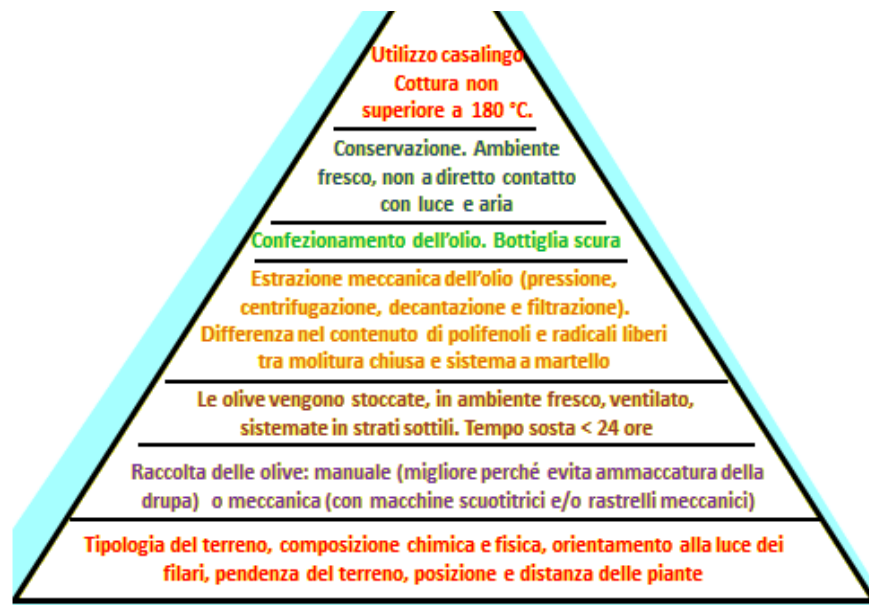 Utilizzo casalingo
Cottura non
superiore a 180 °C.
Conservazione. Ambiente
fresco, non a diretto contatto
con luce e aria
Confezionamento dell'olio. Bottiglia scura
Estrazione meccanica dell'olio (pressione,
centrifugazione, decantazione e filtrazione).
Differenza nel contenuto di polifenoli e radicali liberi
tra molitura chiusa e sistema a martello
Le olive vengono stoccate, in ambiente fresco, ventilato,
sistemate in strati sottili. Tempo sosta < 24 ore
Raccolta delle olive: manuale (migliore perché evita ammaccatura della
drupa) o meccanica (con macchine scuotitrici e/o rastrelli meccanici)
Tipologia del terreno, composizione chimica e fisica, orientamento alla luce dei
filari, pendenza del terreno, posizione e distanza delle piante